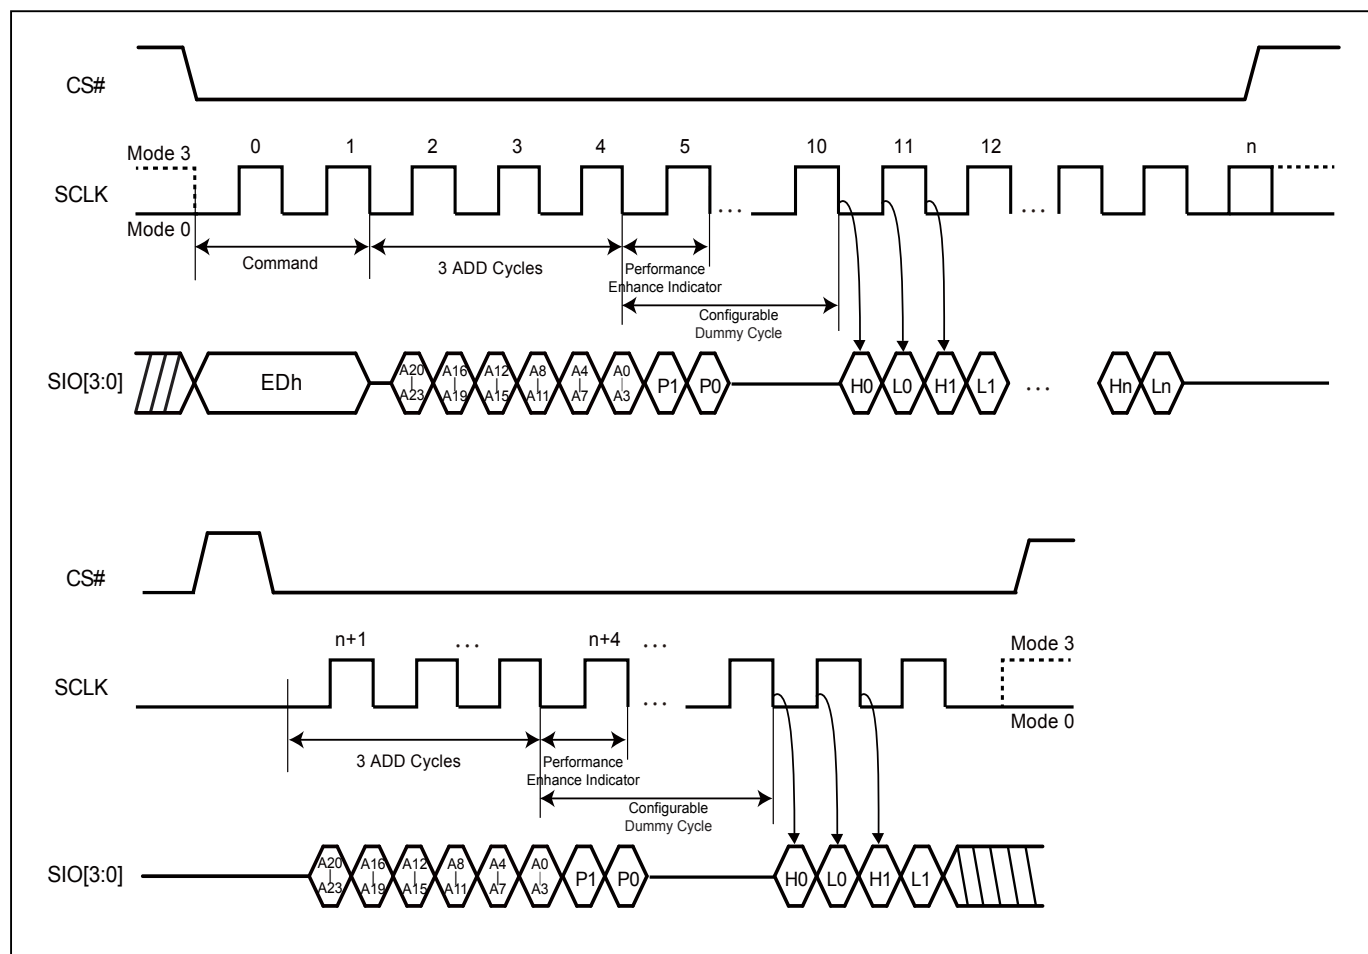 CS#
0 1 2 3 4 5 10 11 12 n
Mode 3
SCLK
...
...
Mode 0
Command
3 ADD Cycles
Performance
Enhance Indicator
Configurable
Dummy Cycle
SIO[3:0]
EDh
A20 A16 A12 A8 A4 A0
P1 P0 H0 L0 H1 L1 ... Hn Ln
A23 A19 A15 A11 A7 A3
CS#
n+1 ... n+4 ...
Mode 3
SCLK
...
Mode 0
3 ADD Cycles
Performance
Enhance Indicator
Configurable
Dummy Cycle
SIO[3:0]
A20 A16 A12 A8 A4 A0
P1 P0 H0 L0 H1 L1
A23 A19 A15 A11 A7 A3